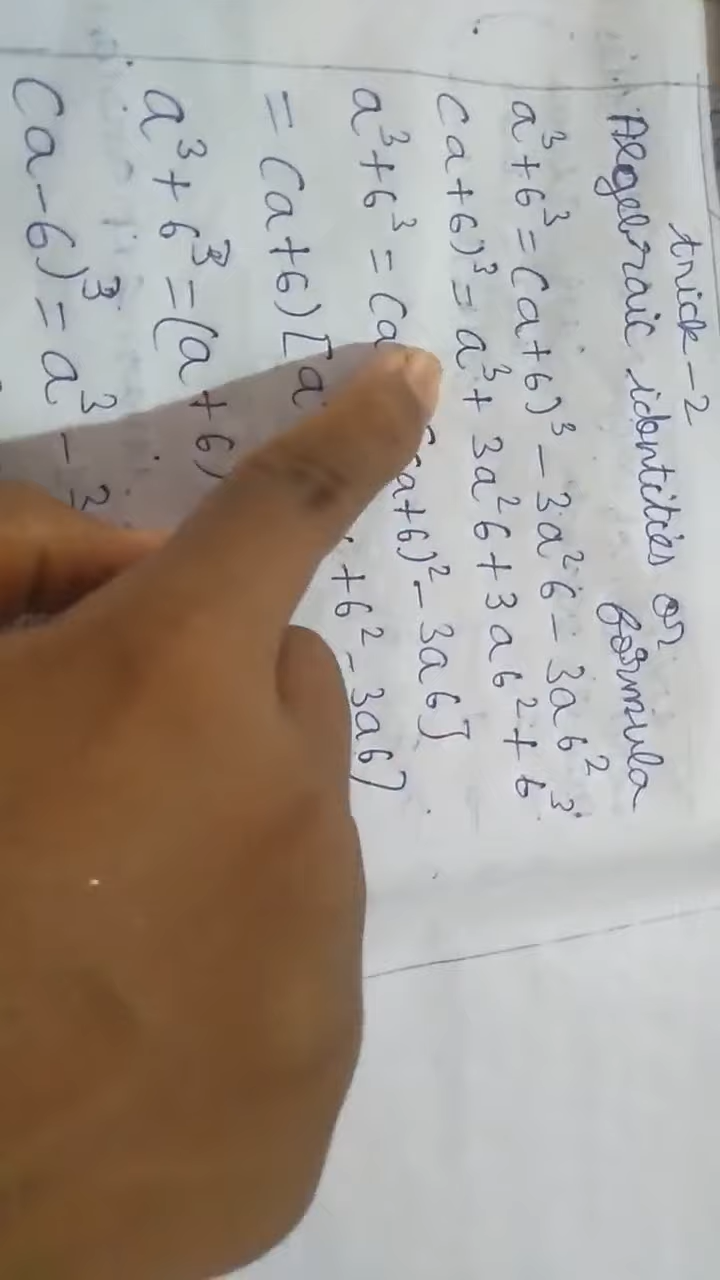 trick-2
Algebraic identities or formula
a³+b³=(a+b)³-3a²b-3ab²
(a+b)³=a³+3a²b+3ab²+b³
a³+b³=(a (a+b)²-3ab]
=(a+b)[a +b²-3ab]
a³+b³=(a+b)
(a-b)³=a³-3